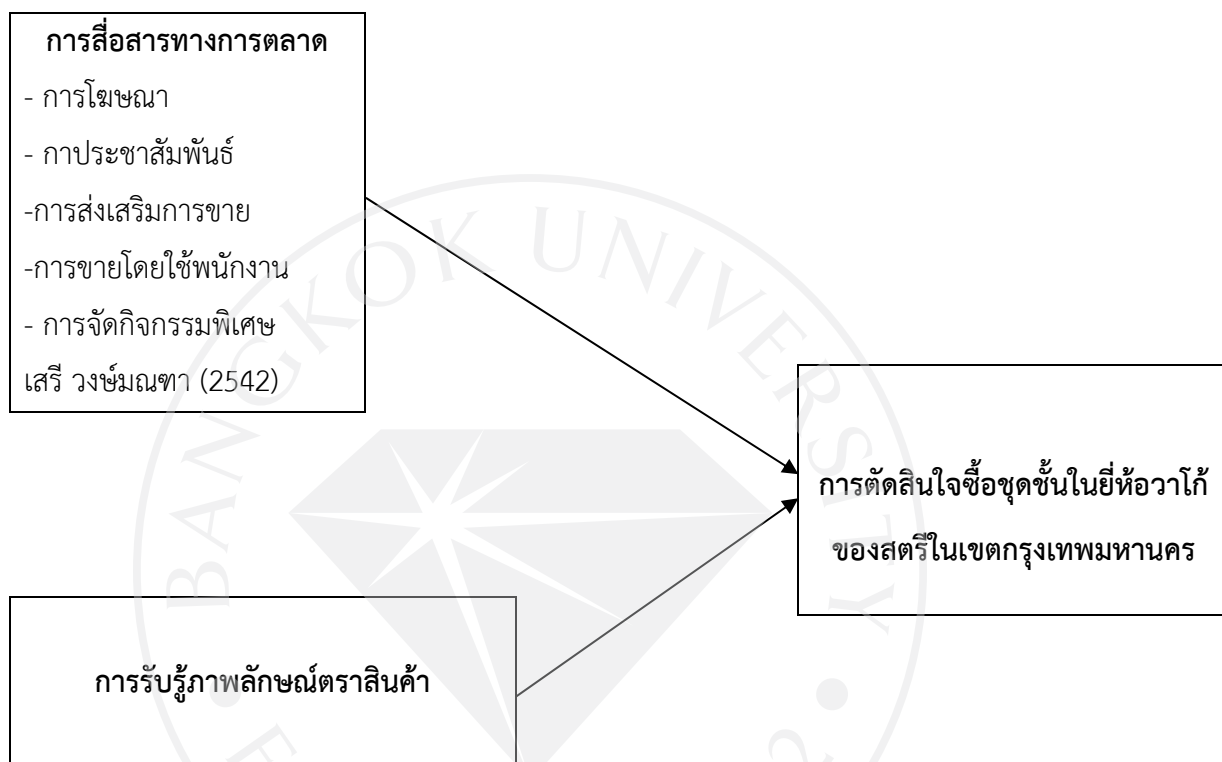 การสื่อสารทางการตลาด
- การโฆษณา
- กาประชาสัมพันธ์
-การส่งเสริมการขาย
-การขายโดยใช้พนักงาน
- การจัดกิจกรรมพิเศษ
เสรี วงษ์มณฑา (2542)
การตัดสินใจซื้อชุดชั้นในยี่ห้อวาโก้
ของสตรีในเขตกรุงเทพมหานคร
การรับรู้ภาพลักษณ์ตราสินค้า
BANGKOK UNIVERSITY